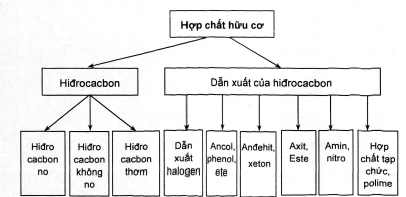 Hợp chất hữu cơ
Hiđrocacbon
Dẫn xuất của hiđrocacbon
Hiđro
cacbon
no
Hiđro
cacbon
không
no
Hiđro
cacbon
thơm
Dẫn
xuất
halogen
Ancol,
phenol,
ete
Anđehit,
xeton
Axit,
Este
Amin,
nitro
Hợp
chất tạp
chức,
polime